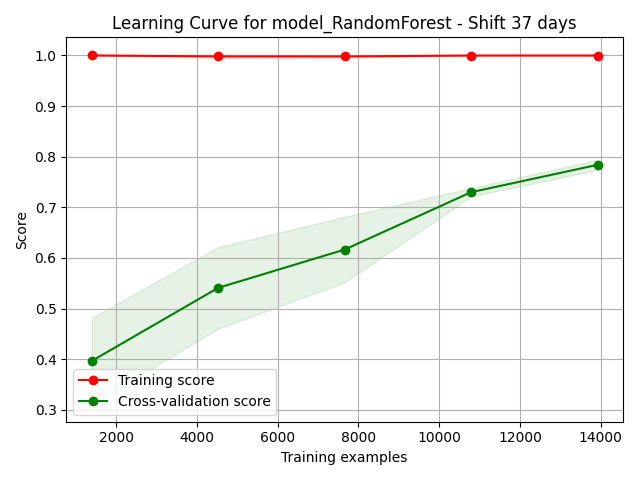 Learning Curve for model_RandomForest - Shift 37 days
Score
1.0
0.9
0.8
0.7
0.6
0.5
0.4
0.3
Training score
Cross-validation score
2000 4000 6000 8000 10000 12000 14000
Training examples